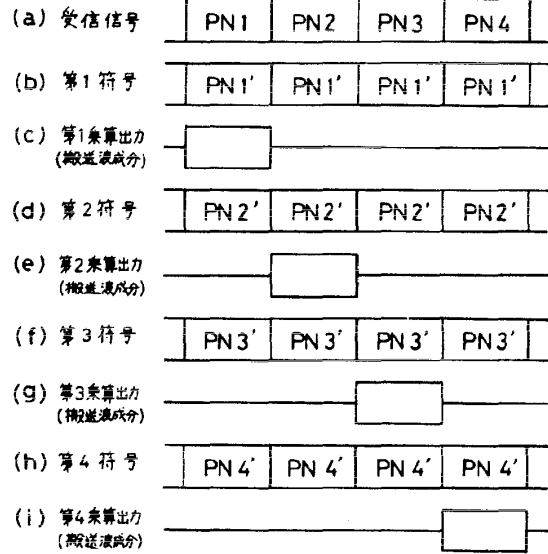 (a) 受信信号 PN1 PN2 PN3 PN4
(b) 第1符号 PN1' PN1' PN1' PN1'
(c) 第1乗算出力
(搬送波成分)
(d) 第2符号 PN2' PN2' PN2' PN2'
(e) 第2乗算出力
(搬送波成分)
(f) 第3符号 PN3' PN3' PN3' PN3'
(g) 第3乗算出力
(搬送波成分)
(h) 第4符号 PN4' PN4' PN4' PN4'
(i) 第4乗算出力
(搬送波成分)